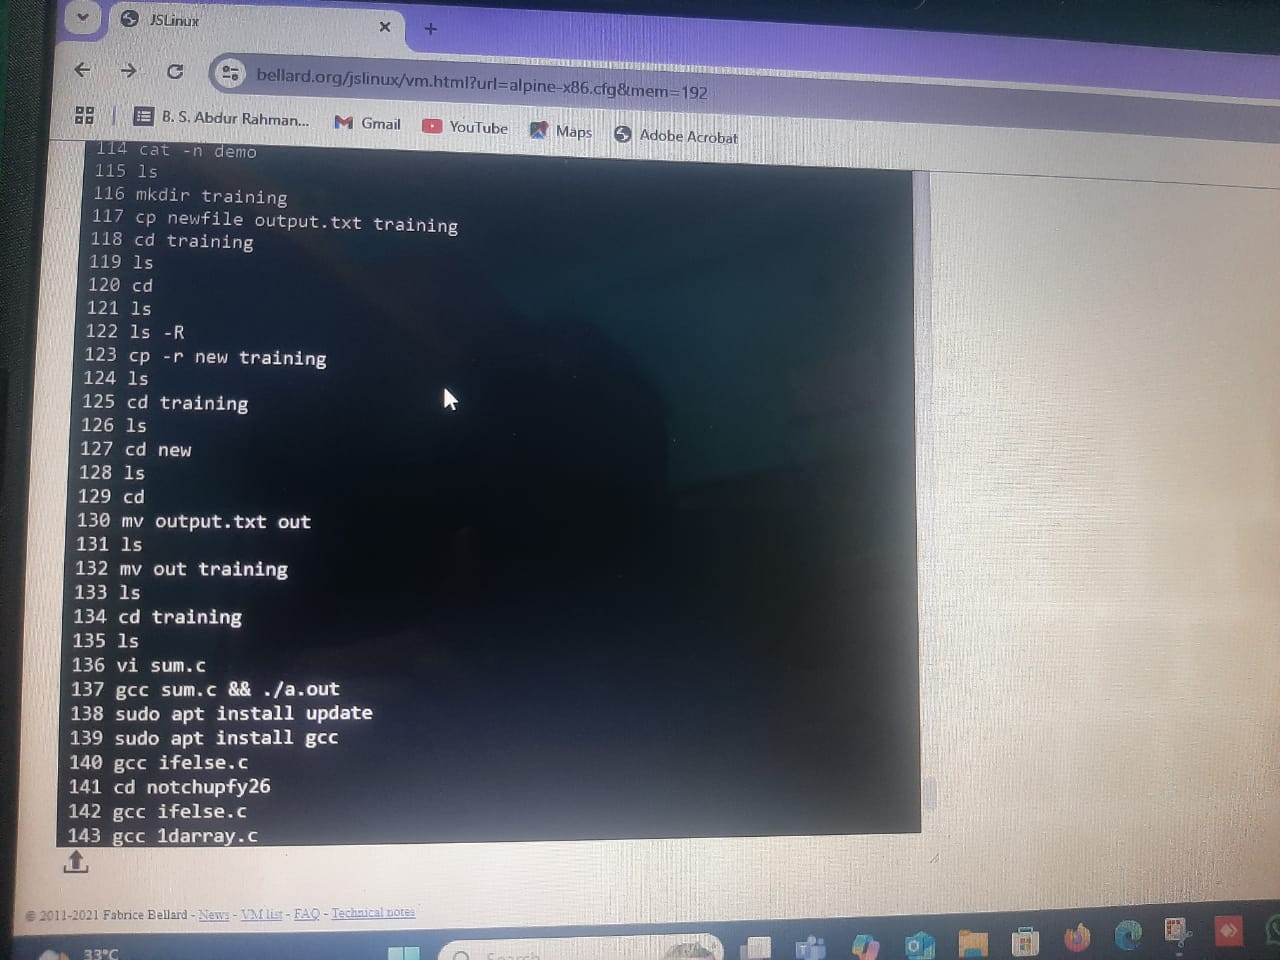 JSLinux
bellard.org/jslinux/vm.html?url=alpine-x86.cfg&mem=192
B. S. Abdur Rahman... Gmail YouTube Maps Adobe Acrobat
114 cat -n demo
115 ls
116 mkdir training
117 cp newfile output.txt training
118 cd training
119 ls
120 cd
121 ls
122 ls -R
123 cp -r new training
124 ls
125 cd training
126 ls
127 cd new
128 ls
129 cd
130 mv output.txt out
131 ls
132 mv out training
133 ls
134 cd training
135 ls
136 vi sum.c
137 gcc sum.c && ./a.out
138 sudo apt install update
139 sudo apt install gcc
140 gcc ifelse.c
141 cd notchupfy26
142 gcc ifelse.c
143 gcc 1darray.c
© 2011-2021 Fabrice Bellard - News - VM list - FAQ - Technical notes
33°C Search